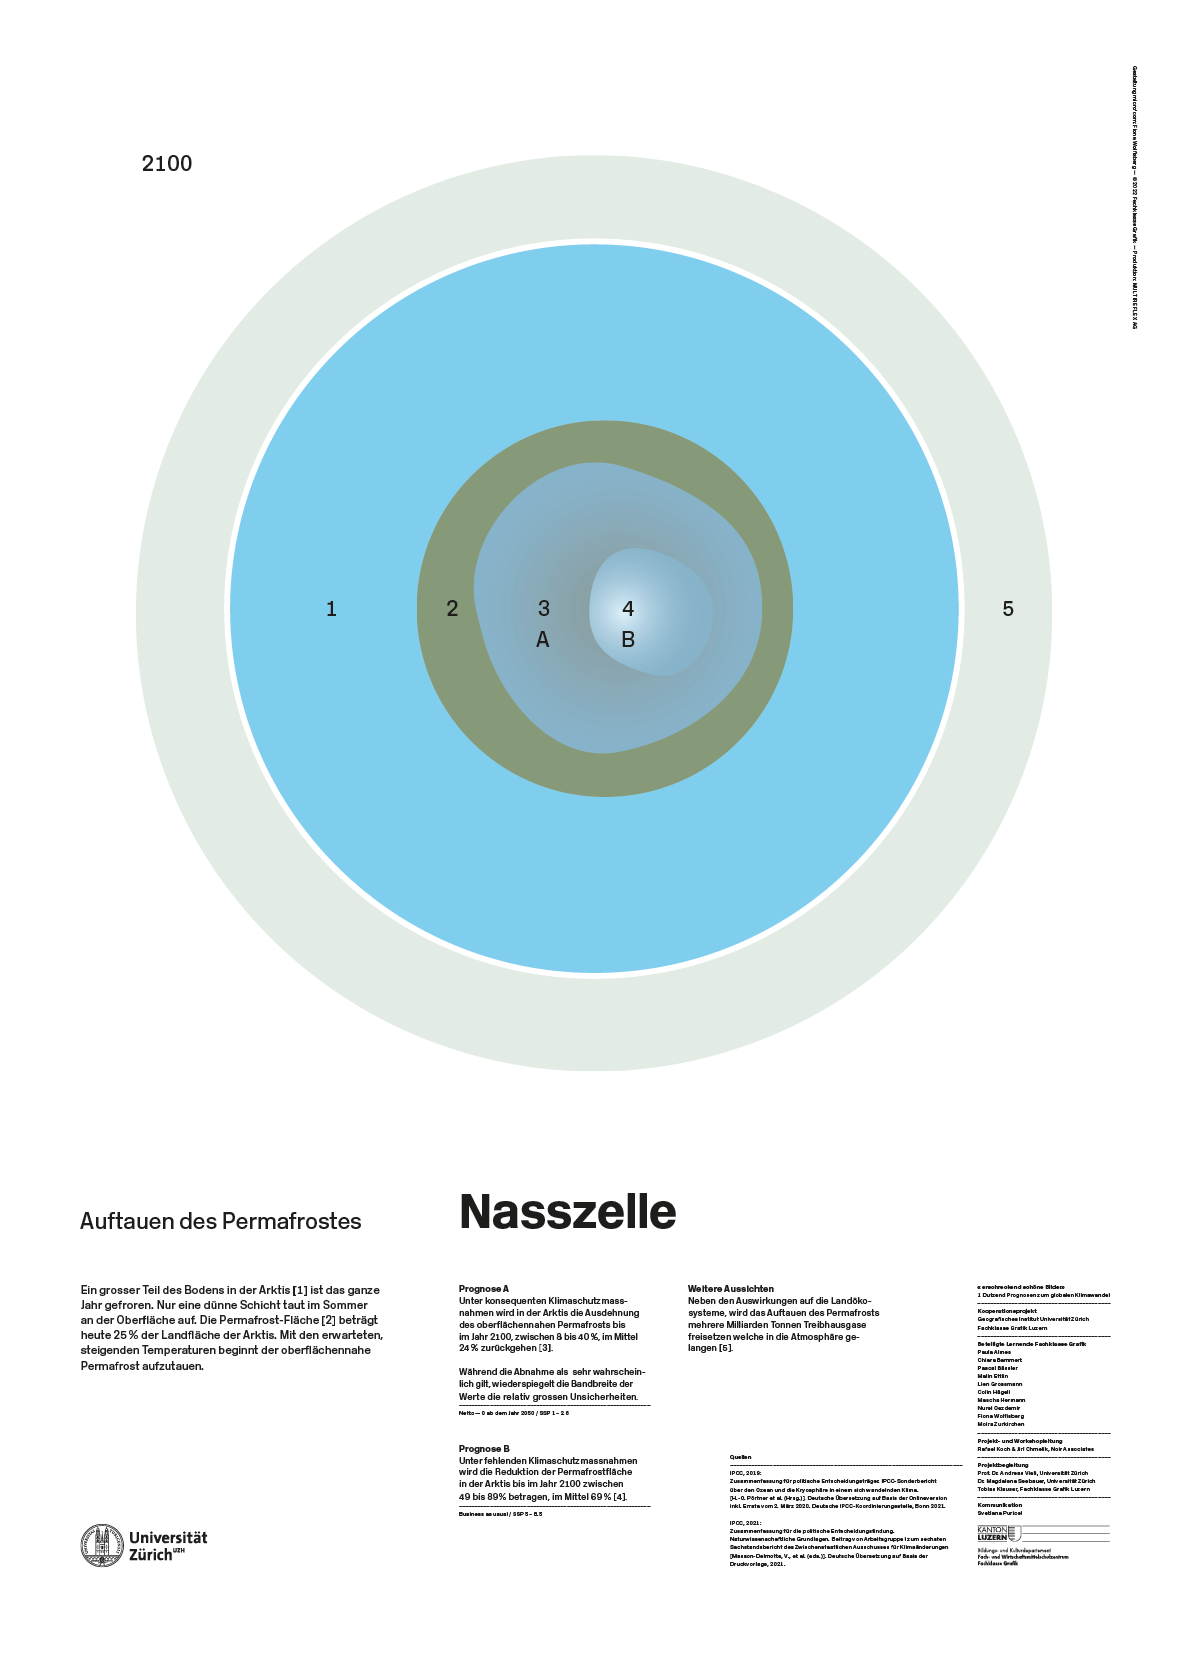 2100
1
2
3
4
5
A
B
Auftauen des Permafrostes
Nasszelle
Ein grosser Teil des Bodens in der Arktis [1] ist das ganze
Jahr gefroren. Nur eine dünne Schicht taut im Sommer
an der Oberfläche auf. Die Permafrost-Fläche [2] beträgt
heute 25 % der Landfläche der Arktis. Mit den erwarteten,
steigenden Temperaturen beginnt der oberflächennahe
Permafrost aufzutauen.
Prognose A
Unter konsequenten Klimaschutzmass-
nahmen wird in der Arktis die Ausdehnung
des oberflächennahen Permafrosts bis
im Jahr 2100, zwischen 8 bis 40 %, im Mittel
24 % zurückgehen [3].
Während die Abnahme als sehr wahrschein-
lich gilt, wiederspiegelt die Bandbreite der
Werte die relativ grossen Unsicherheiten.
Netto – 0 ab dem Jahr 2050 / SSP 1 – 2.6
Prognose B
Unter fehlenden Klimaschutzmassnahmen
wird die Reduktion der Permafrostfläche
in der Arktis bis im Jahr 2100 zwischen
49 bis 89% betragen, im Mittel 69 % [4].
Business as usual / SSP 5 – 8.5
Weitere Aussichten
Neben den Auswirkungen auf die Landöko-
systeme, wird das Auftauen des Permafrosts
mehrere Milliarden Tonnen Treibhausgase
freisetzen welche in die Atmosphäre ge-
langen [5].
Quellen
IPCC, 2019:
Zusammenfassung für politische Entscheidungsträger. IPCC-Sonderbericht
über den Ozean und die Kryosphäre in einem sich wandelnden Klima.
[H.-O. Pörtner et al. (Hrsg.)]. Deutsche Übersetzung auf Basis der Onlineversion
inkl. Errata vom 2. März 2020. Deutsche IPCC-Koordinierungsstelle, Bonn 2021.
IPCC, 2021:
Zusammenfassung für die politische Entscheidungsfindung.
Naturwissenschaftliche Grundlagen. Beitrag von Arbeitsgruppe I zum sechsten
Sachstandsbericht des Zwischenstaatlichen Ausschusses für Klimaänderungen
[Masson-Delmotte, V., et al. (eds.)]. Deutsche Übersetzung auf Basis der
Druckvorlage, 2021.
erschreckend schöne Bilder
Dutzend Prognosen zum globalen Klimawandel
Kooperationsprojekt
Geografisches Institut Universität Zürich
Fachklasse Grafik Luzern
Beteiligte Lernende Fachklasse Grafik
Paula
Chiara Bammert
Pascal Bässler
Malin Ettlin
Lien Grossmann
Colin Hägeli
Mascha Hermann
Nurel Oezdemir
Fiona Wolfisberg
Moira Zurkirchen
Projekt- und Workshopleitung
Rafael Koch & Jiri Chmelik, Noir Associates
Projektbegleitung
Prof. Dr. Andreas Vieli, Universität Zürich
Dr. Magdalena Seebauer, Universität Zürich
Tobias Klauser, Fachklasse Grafik Luzern
Kommunikation
Svetlana Puricel
KANTON
LUZERN
Bildungs- und Kulturdepartement
Fach- und Wirtschaftsmittelschulzentrum
Fachklasse Grafik
Universität
Zürich UZH
Fiona Wolfisberg — © 2022 Fachklasse Grafik — Produktion: MULTIREFLEX AG